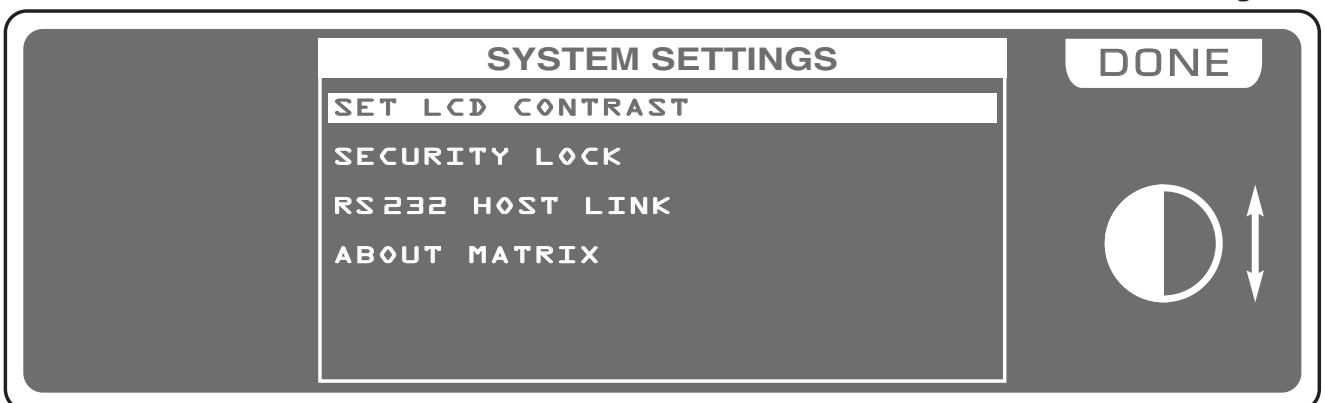 SYSTEM SETTINGS
DONE
SET LCD CONTRAST
SECURITY LOCK
RS232 HOST LINK
ABOUT MATRIX